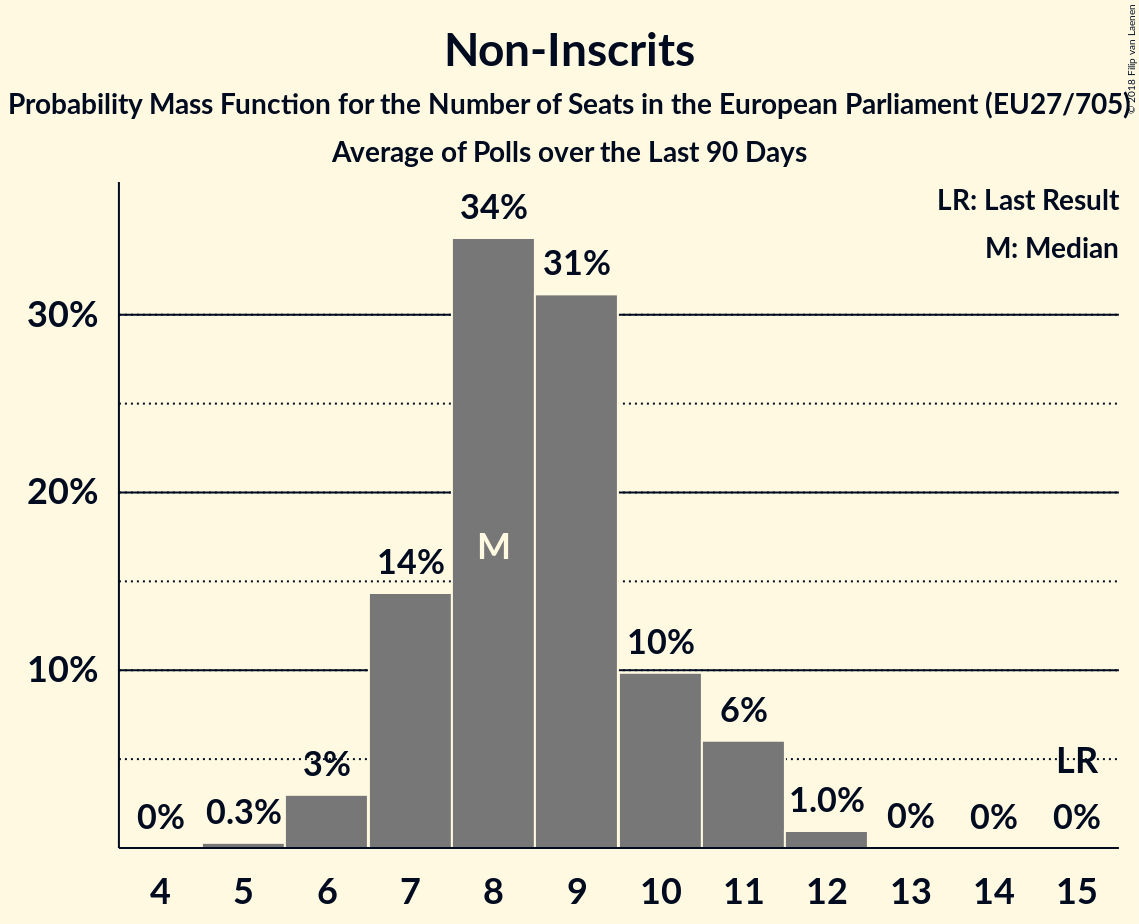 © 2018 Filip van Laenen
Non-Inscrits
Probability Mass Function for the Number of Seats in the European Parliament (EU27/705)
Average of Polls over the Last 90 Days
LR: Last Result
M: Median
34%
31%
30%
20%
M
14%
10%
10%
6%
3%
LR
0%
0.3%
1.0%
0%
0%
0%
4 5 6 7 8 9 10 11 12 13 14 15